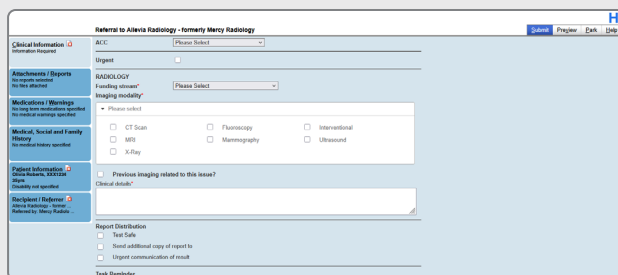 H
Referral to Allevia Radiology - formerly Mercy Radiology
Submit Preview Park Help
Clinical Information
Information Required
ACC Please Select
Urgent
Attachments / Reports
No reports selected
No files attached
RADIOLOGY
Funding stream* Please Select
Imaging modality*
Medications / Warnings
No long term medications specified
No medical warnings specified
Please select
CT Scan Fluoroscopy Interventional
MRI Mammography Ultrasound
X-Ray
Medical, Social and Family
History
No medical history specified
Patient Information
Olivia Roberts, XXX1234
35yrs
Disability not specified
Previous imaging related to this issue?
Clinical details*
Recipient / Referrer
Allevia Radiology - former ...
Referred by: Mercy Radiolo ...
Report Distribution
Test Safe
Send additional copy of report to
Urgent communication of result
Task Reminder